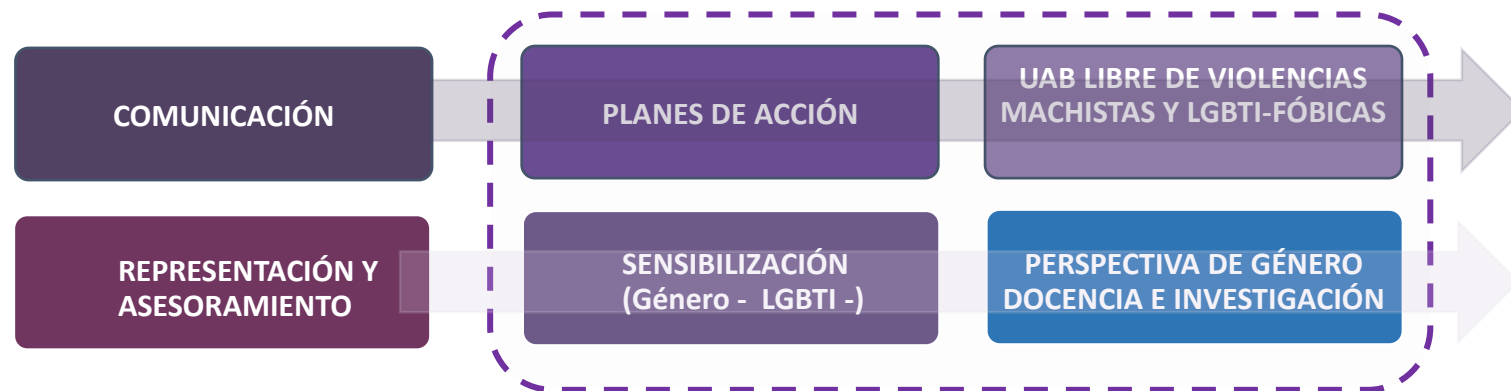 COMUNICACIÓN
PLANES DE ACCIÓN
UAB LIBRE DE VIOLENCIAS
MACHISTAS Y LGBTI-FÓBICAS
REPRESENTACIÓN Y
ASESORAMIENTO
SENSIBILIZACIÓN
(Género - LGBTI -)
PERSPECTIVA DE GÉNERO
DOCENCIA E INVESTIGACIÓN